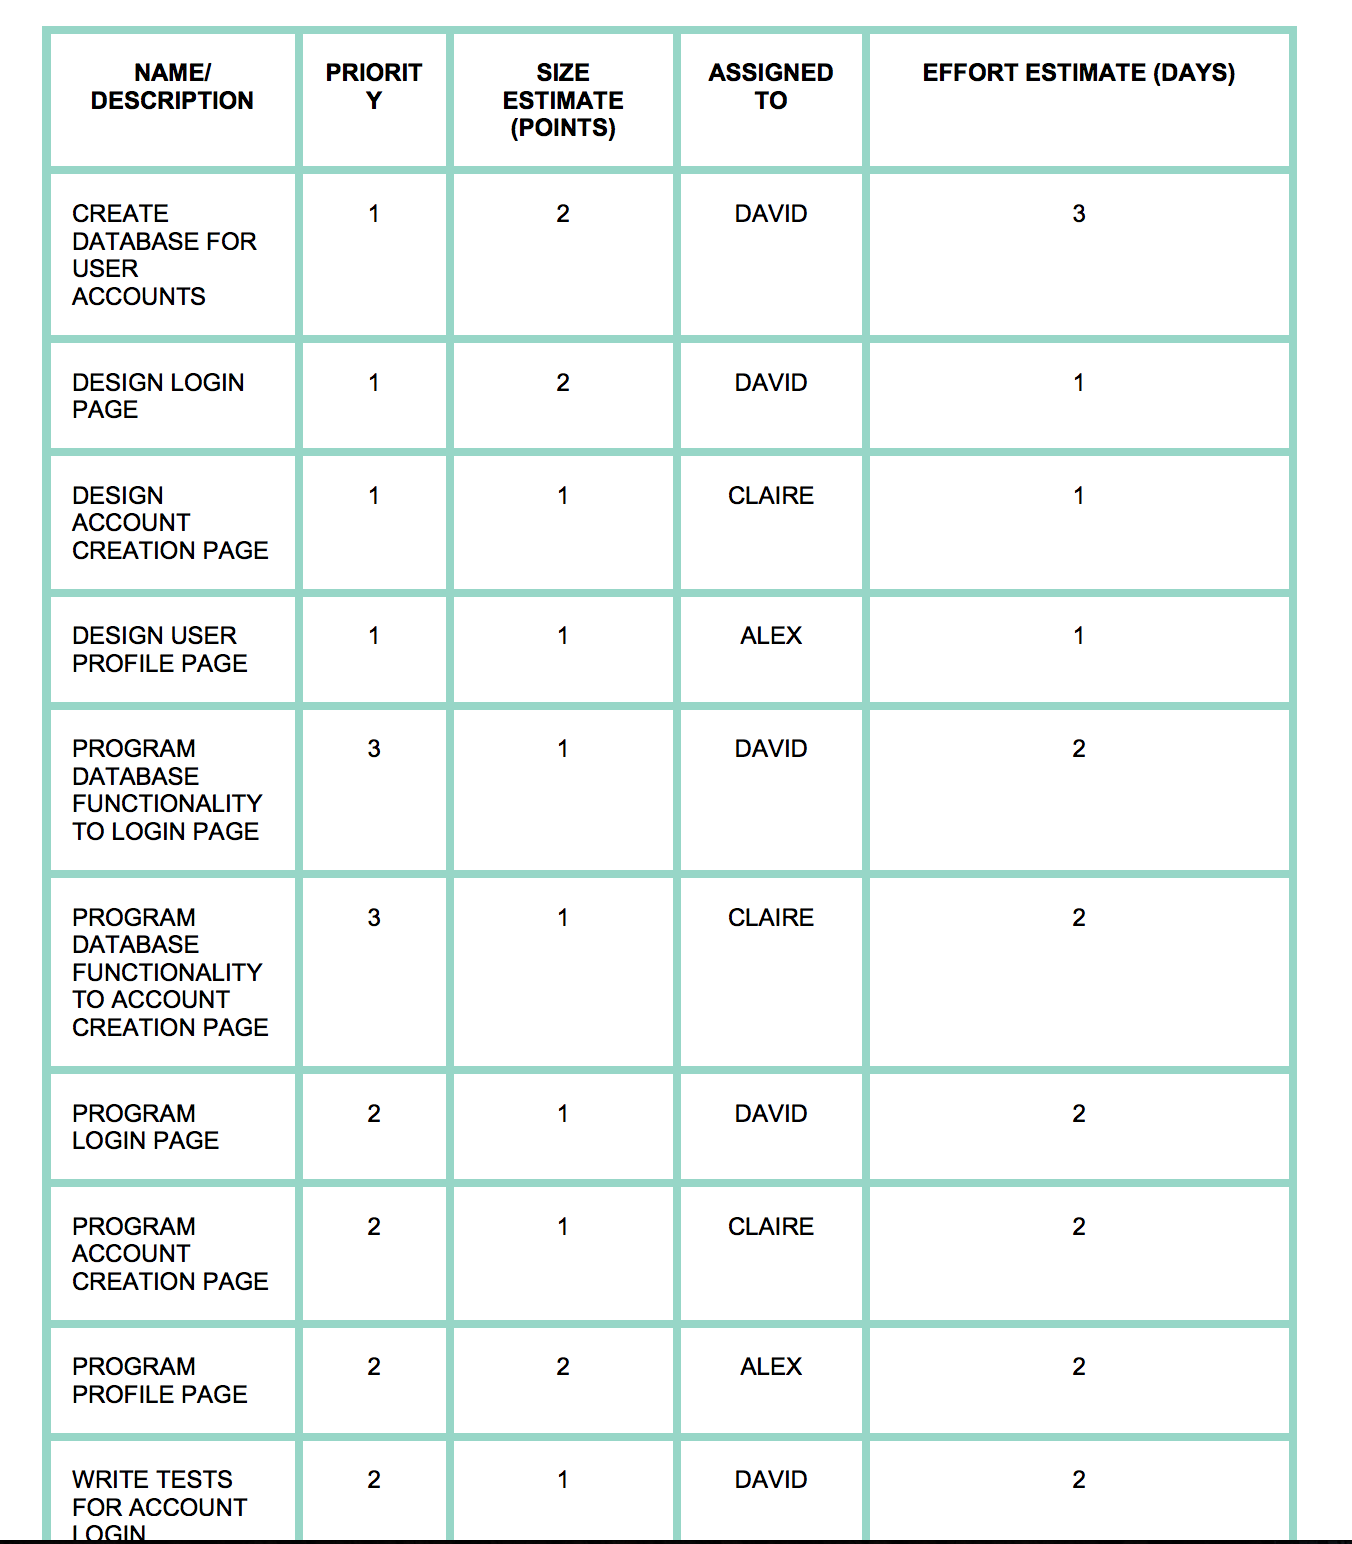 NAME/
DESCRIPTION
PRIORIT
Y
SIZE
ESTIMATE
(POINTS)
ASSIGNED
TO
EFFORT ESTIMATE (DAYS)
CREATE
DATABASE FOR
USER
ACCOUNTS
1
2
DAVID
3
DESIGN LOGIN
PAGE
1
2
DAVID
1
DESIGN
ACCOUNT
CREATION PAGE
1
1
CLAIRE
1
DESIGN USER
PROFILE PAGE
1
1
ALEX
1
PROGRAM
DATABASE
FUNCTIONALITY
TO LOGIN PAGE
3
1
DAVID
2
PROGRAM
DATABASE
FUNCTIONALITY
TO ACCOUNT
CREATION PAGE
3
1
CLAIRE
2
PROGRAM
LOGIN PAGE
2
1
DAVID
2
PROGRAM
ACCOUNT
CREATION PAGE
2
1
CLAIRE
2
PROGRAM
PROFILE PAGE
2
2
ALEX
2
WRITE TESTS
FOR ACCOUNT
LOGIN
2
1
DAVID
2